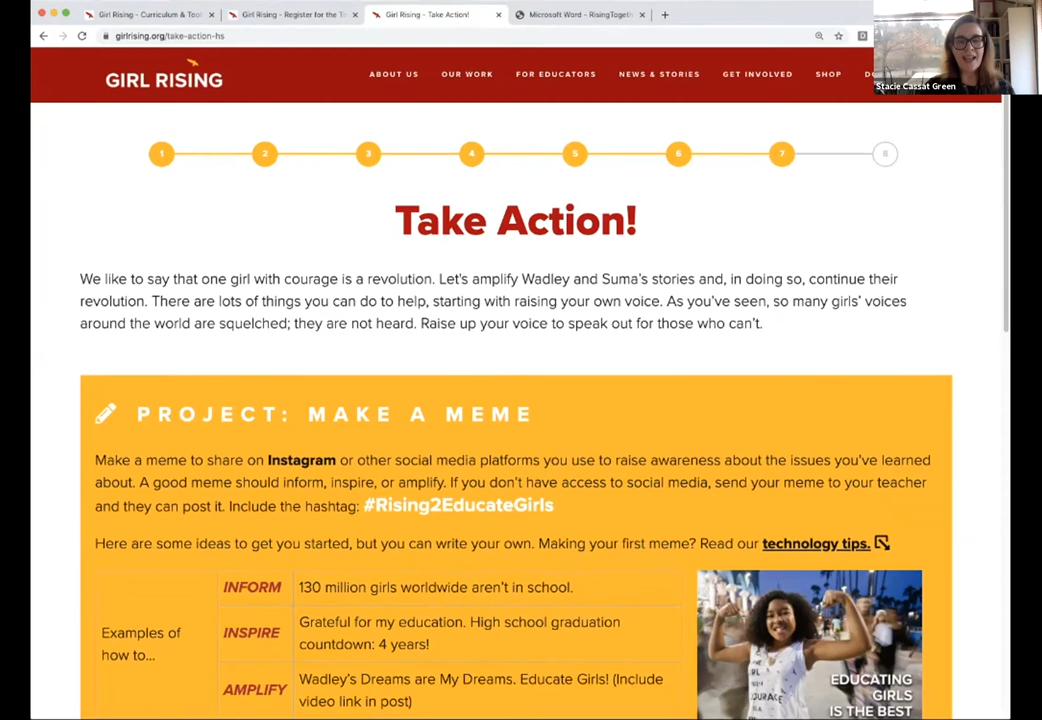 Girl Rising - Curriculum & Tool
Girl Rising - Register for the Ti
Girl Rising - Take Action!
Microsoft Word - RisingTogeth
girlrising.org/take-action-hs
GIRL RISING
ABOUT US
OUR WORK
FOR EDUCATORS
NEWS & STORIES
GET INVOLVED
SHOP
Stacie Cassat Green
1 2 3 4 5 6 7 8
Take Action!
We like to say that one girl with courage is a revolution. Let's amplify Wadley and Suma's stories and, in doing so, continue their
revolution. There are lots of things you can do to help, starting with raising your own voice. As you've seen, so many girls' voices
around the world are squelched; they are not heard. Raise up your voice to speak out for those who can't.
PROJECT: MAKE A MEME
Make a meme to share on Instagram or other social media platforms you use to raise awareness about the issues you've learned
about. A good meme should inform, inspire, or amplify. If you don't have access to social media, send your meme to your teacher
and they can post it. Include the hashtag: #Rising2EducateGirls
Here are some ideas to get you started, but you can write your own. Making your first meme? Read our technology tips.
Examples of
how to...
INFORM
130 million girls worldwide aren't in school.
INSPIRE
Grateful for my education. High school graduation
countdown: 4 years!
AMPLIFY
Wadley's Dreams are My Dreams. Educate Girls! (Include
video link in post)
EDUCATING
GIRLS
IS THE BEST